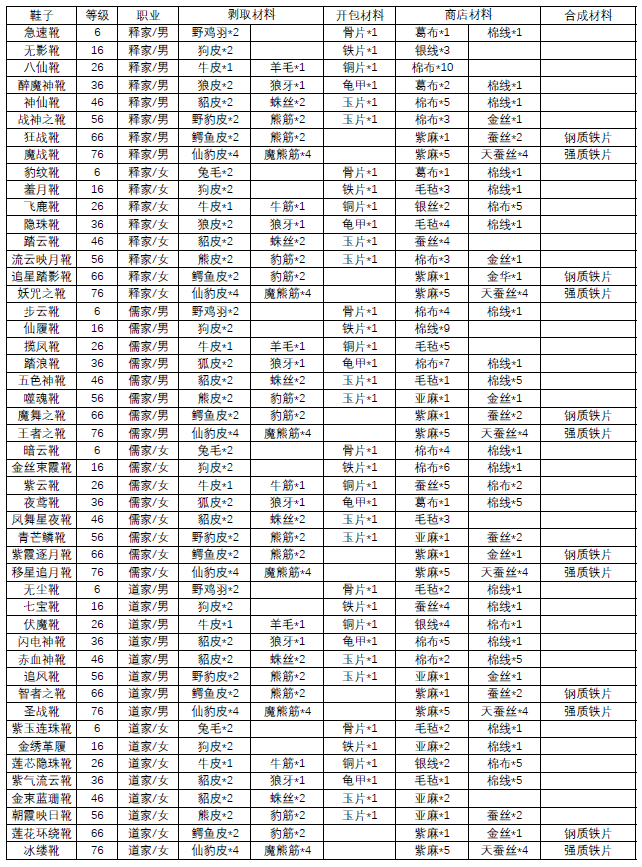 鞋子 等级 职业 剥取材料 开包材料 商店材料 合成材料
急速靴 6 释家/男 野鸡羽*2 骨片*1 葛布*1 棉线*1
无影靴 16 释家/男 狗皮*2 铁片*1 银线*3
八仙靴 26 释家/男 牛皮*1 羊毛*1 铜片*1 棉布*10
醉魔神靴 36 释家/男 狼皮*2 狼牙*1 龟甲*1 葛布*2 棉线*1
神仙靴 46 释家/男 貂皮*2 蛛丝*2 玉片*1 棉布*5 棉线*1
战神之靴 56 释家/男 野豹皮*2 熊筋*2 玉片*1 棉布*3 金丝*1
狂战靴 66 释家/男 鳄鱼皮*2 熊筋*2 紫麻*1 蚕丝*2 钢质铁片
魔战靴 76 释家/男 仙豹皮*4 魔熊筋*4 紫麻*5 天蚕丝*4 强质铁片
豹纹靴 6 释家/女 兔毛*2 骨片*1 葛布*1 棉线*1
羞月靴 16 释家/女 狗皮*2 铁片*1 毛毡*3 棉线*1
飞鹿靴 26 释家/女 牛皮*1 牛筋*1 铜片*1 银丝*2 棉布*5
隐珠靴 36 释家/女 狼皮*2 狼牙*1 龟甲*1 毛毡*4 棉线*1
踏云靴 46 释家/女 貂皮*2 蛛丝*2 玉片*1 蚕丝*4
流云映月靴 56 释家/女 熊皮*2 豹筋*2 玉片*1 棉布*3 金丝*1
追星踏影靴 66 释家/女 鳄鱼皮*2 豹筋*2 紫麻*1 金华*1 钢质铁片
妖咒之靴 76 释家/女 仙豹皮*4 魔熊筋*4 紫麻*5 天蚕丝*4 强质铁片
步云靴 6 儒家/男 野鸡羽*2 骨片*1 棉布*4 棉线*1
仙履靴 16 儒家/男 狗皮*2 铁片*1 棉线*9
揽风靴 26 儒家/男 牛皮*1 羊毛*1 铜片*1 毛毡*5
踏浪靴 36 儒家/男 狐皮*2 狼牙*1 龟甲*1 棉布*7 棉线*1
五色神靴 46 儒家/男 貂皮*2 蛛丝*2 玉片*1 毛毡*1 棉线*5
噬魂靴 56 儒家/男 熊皮*2 豹筋*2 玉片*1 亚麻*1 金丝*1
魔舞之靴 66 儒家/男 鳄鱼皮*2 豹筋*2 紫麻*1 蚕丝*2 钢质铁片
王者之靴 76 儒家/男 仙豹皮*4 魔熊筋*4 紫麻*5 天蚕丝*4 强质铁片
暗云靴 6 儒家/女 兔毛*2 骨片*1 棉布*4 棉线*1
金丝束霞靴 16 儒家/女 狗皮*2 铁片*1 棉布*6 棉线*1
紫云靴 26 儒家/女 牛皮*1 牛筋*1 铜片*1 蚕丝*5 棉布*2
夜鸢靴 36 儒家/女 狐皮*2 狼牙*1 龟甲*1 葛布*1 棉线*5
凤舞星夜靴 46 儒家/女 貂皮*2 蛛丝*2 玉片*1 毛毡*3
青芒鳞靴 56 儒家/女 野豹皮*2 熊筋*2 玉片*1 亚麻*1 蚕丝*2
紫霞逐月靴 66 儒家/女 鳄鱼皮*2 熊筋*2 紫麻*1 金丝*1 钢质铁片
移星追月靴 76 儒家/女 仙豹皮*4 魔熊筋*4 紫麻*5 天蚕丝*4 强质铁片
无尘靴 6 道家/男 野鸡羽*2 骨片*1 毛毡*2 棉线*1
七宝靴 16 道家/男 狗皮*2 铁片*1 蚕丝*4 棉线*1
伏魔靴 26 道家/男 牛皮*1 羊毛*1 铜片*1 银线*4 棉布*1
闪电神靴 36 道家/男 貂皮*2 狼牙*1 龟甲*1 棉布*5 棉线*1
赤血神靴 46 道家/男 貂皮*2 蛛丝*2 玉片*1 棉布*2 棉线*5
追风靴 56 道家/男 野豹皮*2 熊筋*2 玉片*1 亚麻*1 金丝*1
智者之靴 66 道家/男 鳄鱼皮*2 熊筋*2 紫麻*1 蚕丝*2 钢质铁片
圣战靴 76 道家/男 仙豹皮*4 魔熊筋*4 紫麻*5 天蚕丝*4 强质铁片
紫玉连珠靴 6 道家/女 兔毛*2 骨片*1 毛毡*2 棉线*1
金绣革履 16 道家/女 狗皮*2 铁片*1 亚麻*2 棉线*1
莲芯隐珠靴 26 道家/女 牛皮*1 牛筋*1 铜片*1 银线*2 棉布*5
紫气流云靴 36 道家/女 貂皮*2 狼牙*1 龟甲*1 毛毡*1 棉线*5
金束蓝珊靴 46 道家/女 貂皮*2 蛛丝*2 玉片*1 亚麻*2
朝霞映日靴 56 道家/女 熊皮*2 豹筋*2 玉片*1 亚麻*1 蚕丝*2
莲花环绕靴 66 道家/女 鳄鱼皮*2 豹筋*2 紫麻*1 金丝*1 钢质铁片
冰缕靴 76 道家/女 仙豹皮*4 魔熊筋*4 紫麻*5 天蚕丝*4 强质铁片